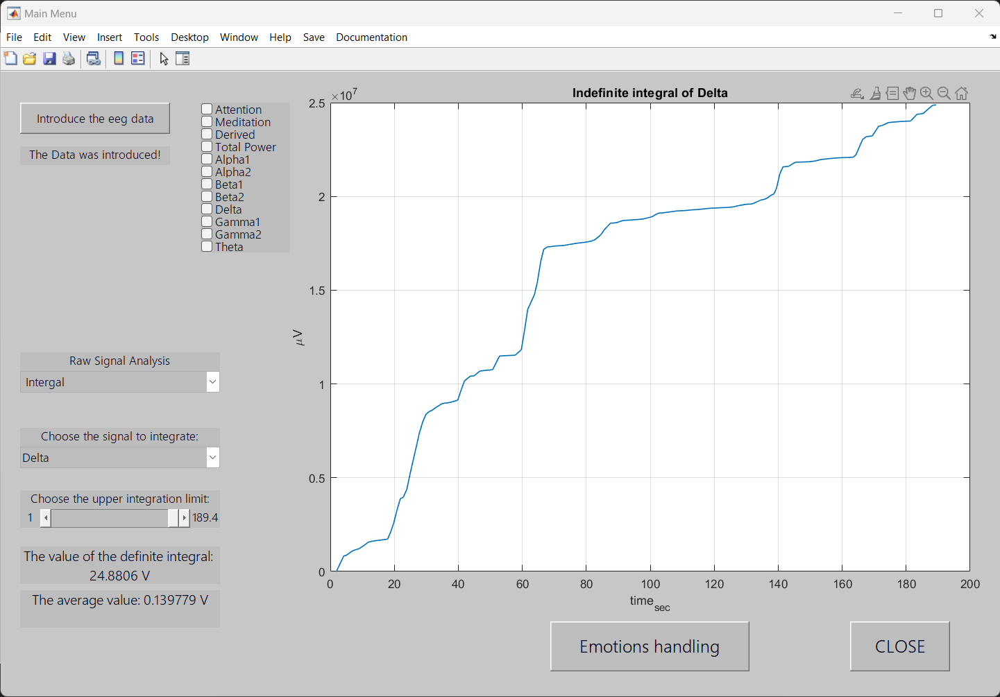 Main Menu
File Edit View Insert Tools Desktop Window Help Save Documentation
Introduce the eeg data
The Data was introduced!
Attention
Meditation
Derived
Total Power
Alpha1
Alpha2
Beta1
Beta2
Delta
Gamma1
Gamma2
Theta
Raw Signal Analysis
Intergal
Choose the signal to integrate:
Delta
Choose the upper integration limit:
1 189.4
The value of the definite integral:
24.8806 V
The average value: 0.139779 V
Indefinite integral of Delta
×10^7
2.5
2
1.5
1
0.5
0
μV
0 20 40 60 80 100 120 140 160 180 200
time_sec
Emotions handling
CLOSE